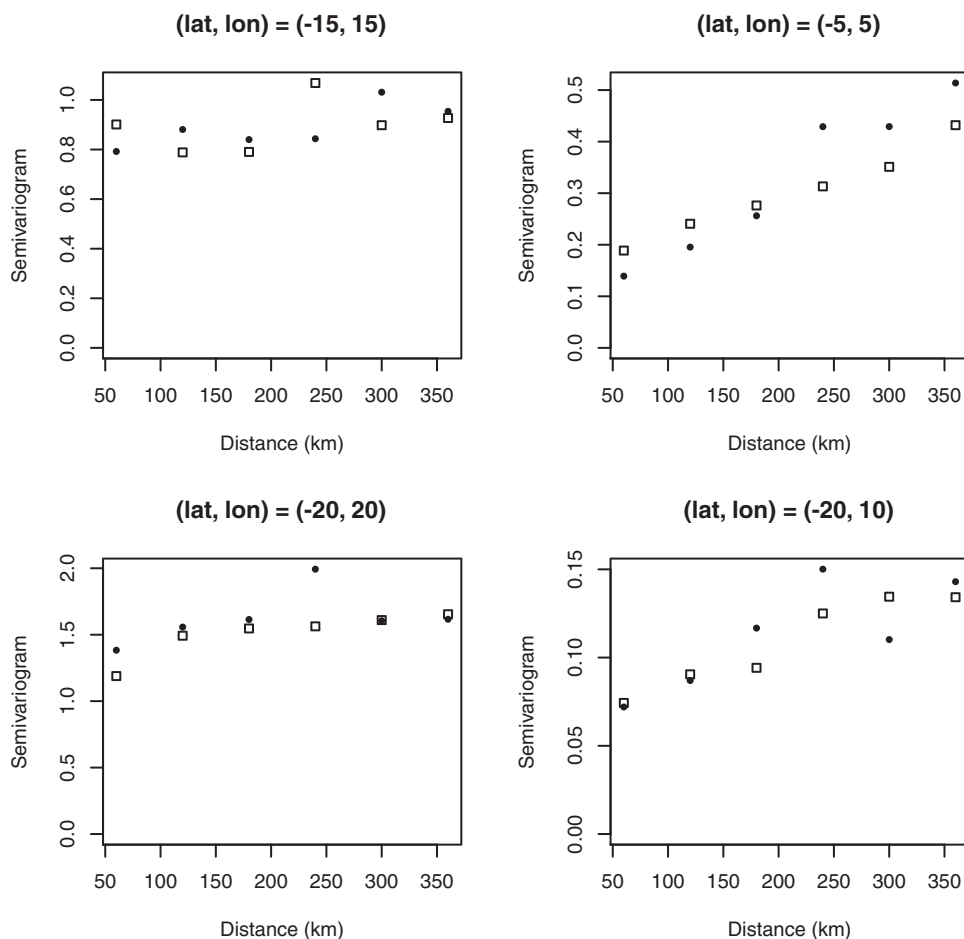 (lat, lon) = (-15, 15)
Semivariogram
0.0 0.2 0.4 0.6 0.8 1.0
50 100 150 200 250 300 350
Distance (km)
(lat, lon) = (-5, 5)
Semivariogram
0.0 0.1 0.2 0.3 0.4 0.5
50 100 150 200 250 300 350
Distance (km)
(lat, lon) = (-20, 20)
Semivariogram
0.0 0.5 1.0 1.5 2.0
50 100 150 200 250 300 350
Distance (km)
(lat, lon) = (-20, 10)
Semivariogram
0.00 0.05 0.10 0.15
50 100 150 200 250 300 350
Distance (km)